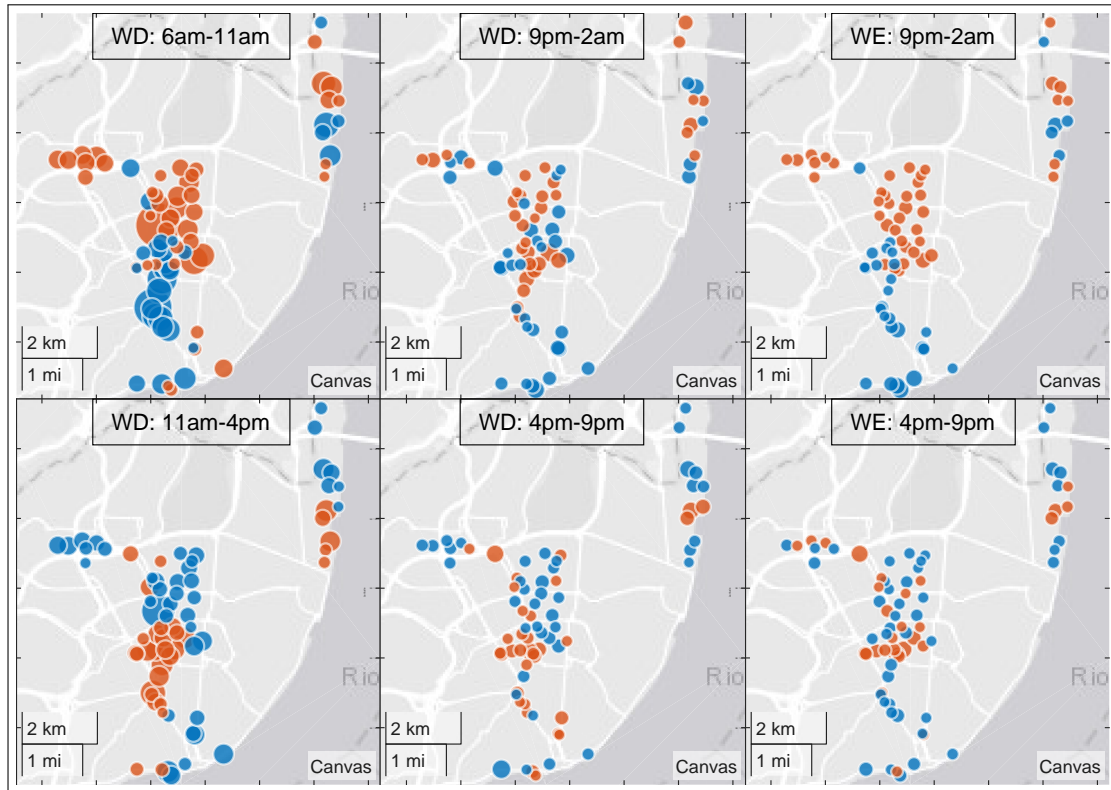 WD: 6am-11am
WD: 9pm-2am
WE: 9pm-2am
Rio
Rio
Rio
2 km
1 mi
Canvas
2 km
1 mi
Canvas
2 km
1 mi
Canvas
WD: 11am-4pm
WD: 4pm-9pm
WE: 4pm-9pm
Rio
Rio
Rio
2 km
1 mi
Canvas
2 km
1 mi
Canvas
2 km
1 mi
Canvas